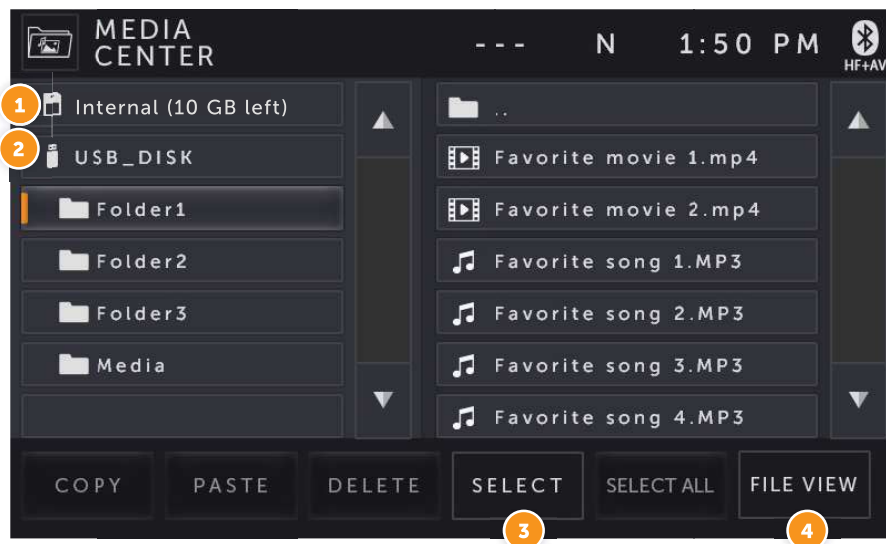 MEDIA
CENTER
--- N 1:50 PM
HF+AV
1 Internal (10 GB left)
2 USB_DISK
Folder1
Folder2
Folder3
Media
..
Favorite movie 1.mp4
Favorite movie 2.mp4
Favorite song 1.MP3
Favorite song 2.MP3
Favorite song 3.MP3
Favorite song 4.MP3
COPY PASTE DELETE SELECT SELECT ALL FILE VIEW
3 4